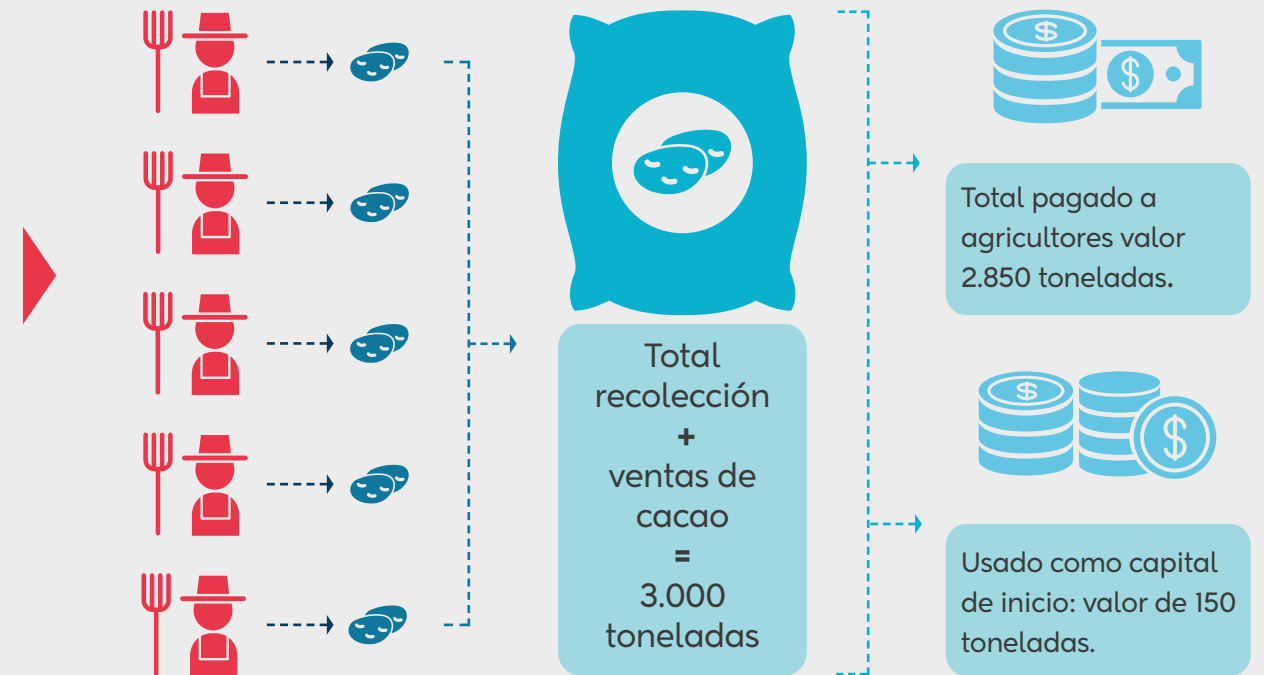 Total
recolección
+
ventas de
cacao
=
3.000
toneladas
$
$
Total pagado a
agricultores valor
2.850 toneladas.
$
$
Usado como capital
de inicio: valor de 150
toneladas.